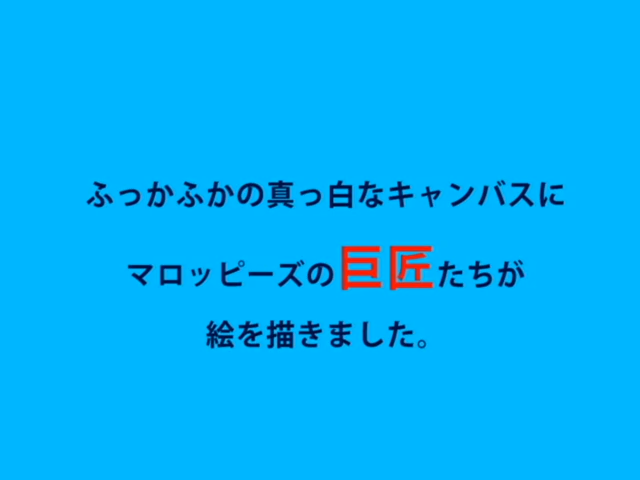 ふっかふかの真っ白なキャンバスに
マロッピーズの巨匠たちが
絵を描きました。